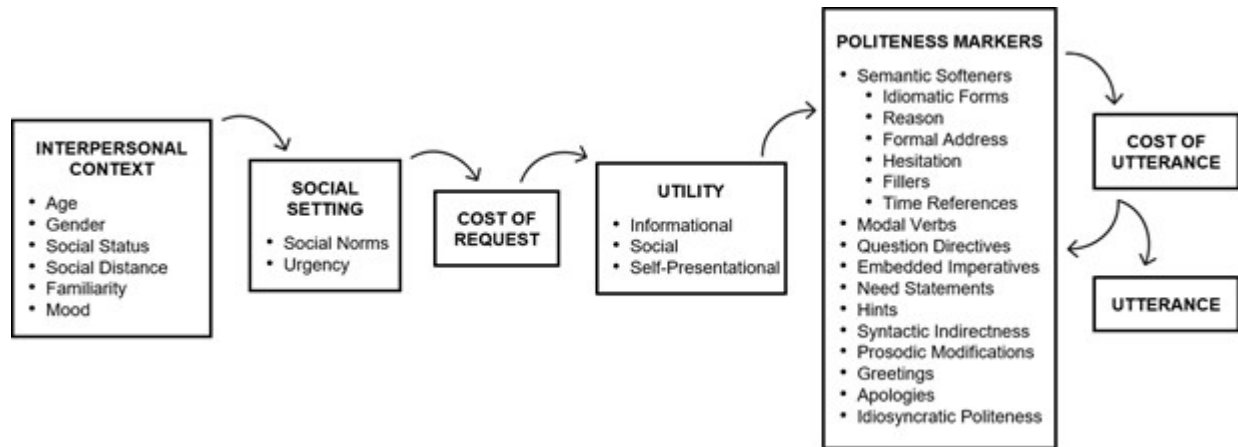 INTERPERSONAL
CONTEXT
• Age
• Gender
• Social Status
• Social Distance
• Familiarity
• Mood
SOCIAL
SETTING
• Social Norms
• Urgency
COST OF
REQUEST
UTILITY
• Informational
• Social
• Self-Presentational
POLITENESS MARKERS
• Semantic Softeners
• Idiomatic Forms
• Reason
• Formal Address
• Hesitation
• Fillers
• Time References
• Modal Verbs
• Question Directives
• Embedded Imperatives
• Need Statements
• Hints
• Syntactic Indirectness
• Prosodic Modifications
• Greetings
• Apologies
• Idiosyncratic Politeness
COST OF
UTTERANCE
UTTERANCE